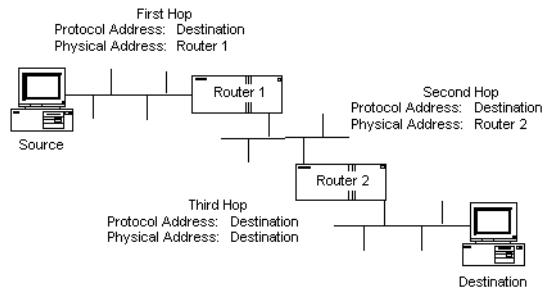 First Hop
Protocol Address: Destination
Physical Address: Router 1
Router 1
Source
Second Hop
Protocol Address: Destination
Physical Address: Router 2
Router 2
Third Hop
Protocol Address: Destination
Physical Address: Destination
Destination